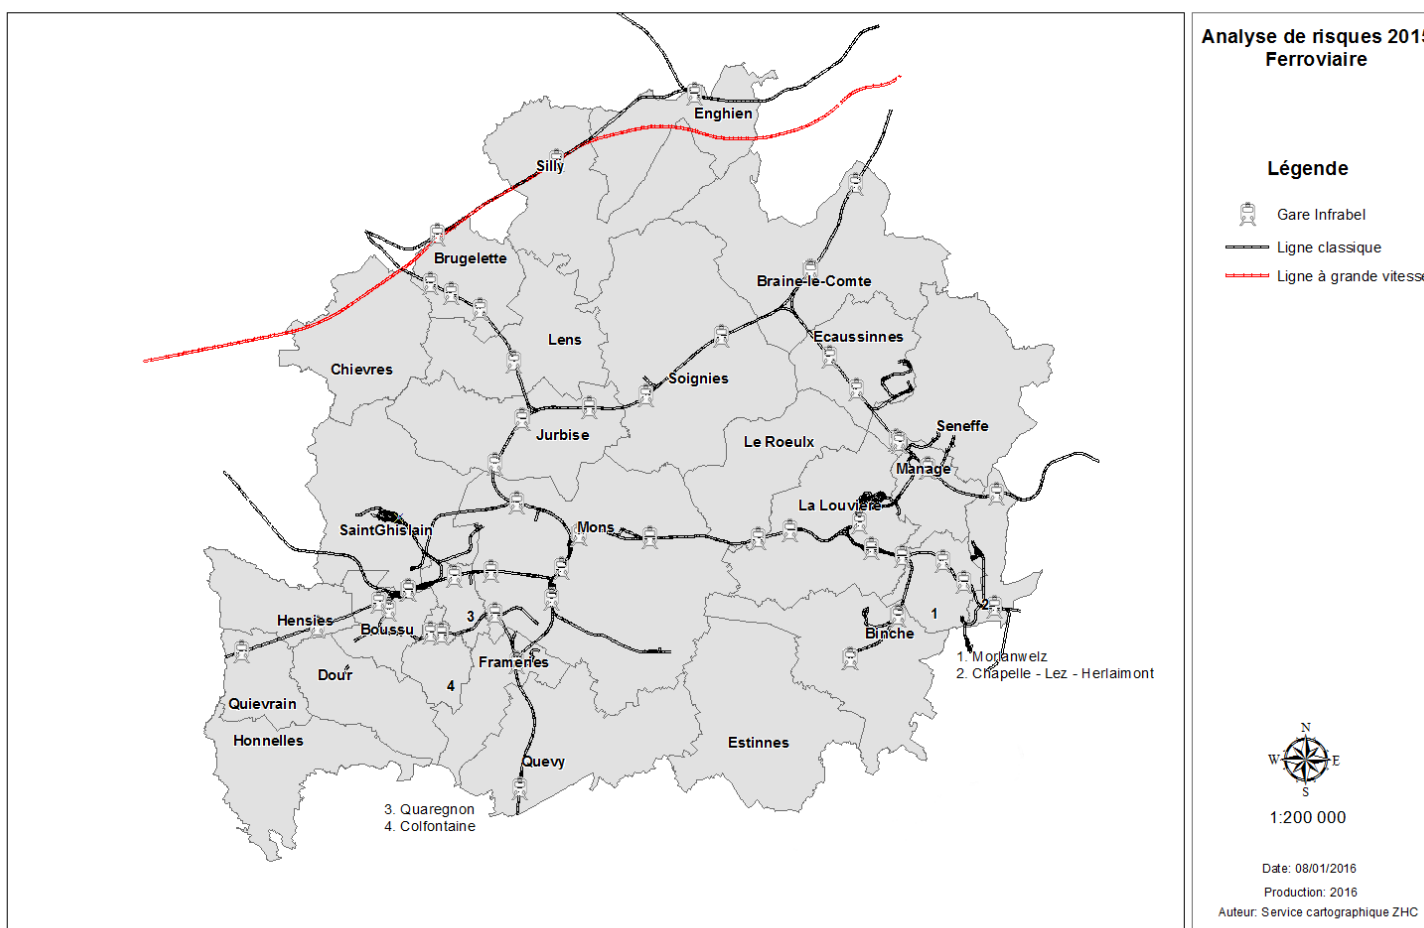 Analyse de risques 2015
Ferroviaire
Légende
Gare Infrabel
Ligne classique
Ligne à grande vitesse
Enghien
Silly
Brugelette
Braine-le-Comte
Ecaussinnes
Lens
Chievres
Soignies
Seneffe
Jurbise
Le Roeulx
Manage
La Louvière
SaintGhislain
Mons
Hensies
Boussu
3
1
2
Binche
Frameries
Dour
4
1. Morlanwelz
2. Chapelle - Lez - Herlaimont
Quievrain
Honnelles
Estinnes
Quevy
3. Quaregnon
4. Colfontaine
N
W
E
S
1:200 000
Date: 08/01/2016
Production: 2016
Auteur: Service cartographique ZHC